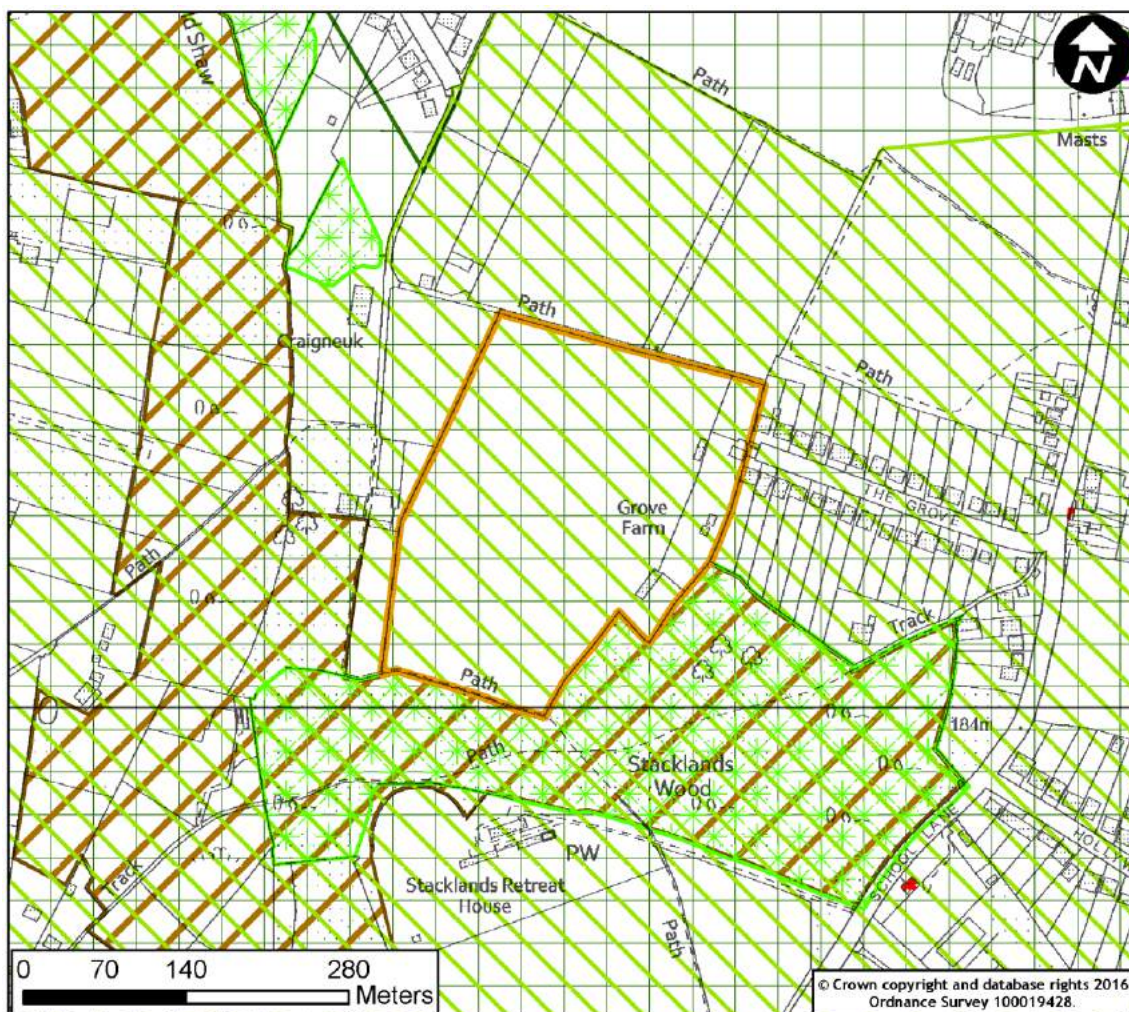 d Shaw
Path
N
Masts
Path
Craigneuk
Path
Grove
Farm
THE GROVE
Path
Track
Path
184m
Path
Stacklands
Wood
PW
SCHOOL LANE
HOLLYW
Stacklands Retreat
House
Track
Path
0 70 140 280
Meters
© Crown copyright and database rights 2016
Ordnance Survey 100019428.